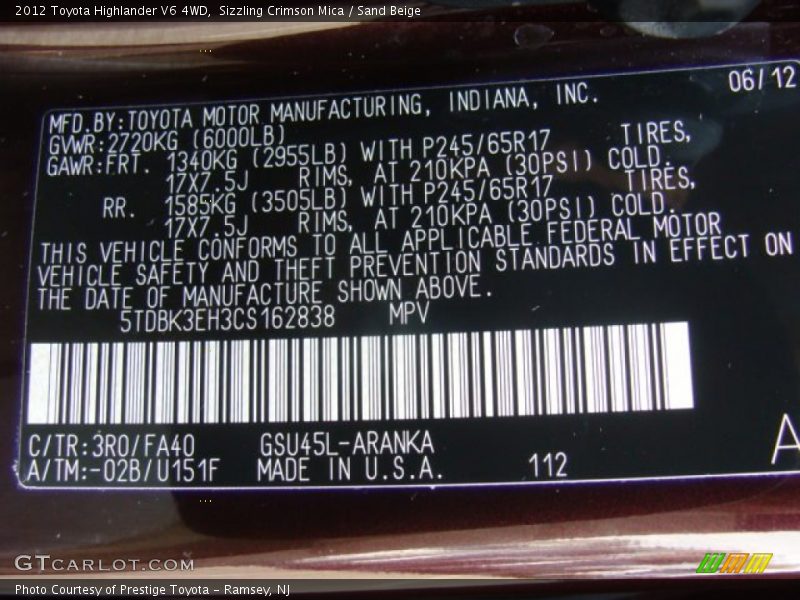 2012 Toyota Highlander V6 4WD, Sizzling Crimson Mica / Sand Beige
06/12
MFD.BY:TOYOTA MOTOR MANUFACTURING, INDIANA, INC.
GVWR:2720KG (6000LB)
GAWR:FRT. 1340KG (2955LB) WITH P245/65R17 TIRES,
17X7.5J RIMS, AT 210KPA (30PSI) COLD.
RR. 1585KG (3505LB) WITH P245/65R17 TIRES,
17X7.5J RIMS, AT 210KPA (30PSI) COLD.
THIS VEHICLE CONFORMS TO ALL APPLICABLE FEDERAL MOTOR
VEHICLE SAFETY AND THEFT PREVENTION STANDARDS IN EFFECT ON
THE DATE OF MANUFACTURE SHOWN ABOVE.
5TDBK3EH3CS162838 MPV
C/TR:3R0/FA40 GSU45L-ARANKA
A/TM:-02B/U151F MADE IN U.S.A. 112
A
GTCARLOT.COM
Photo Courtesy of Prestige Toyota - Ramsey, NJ